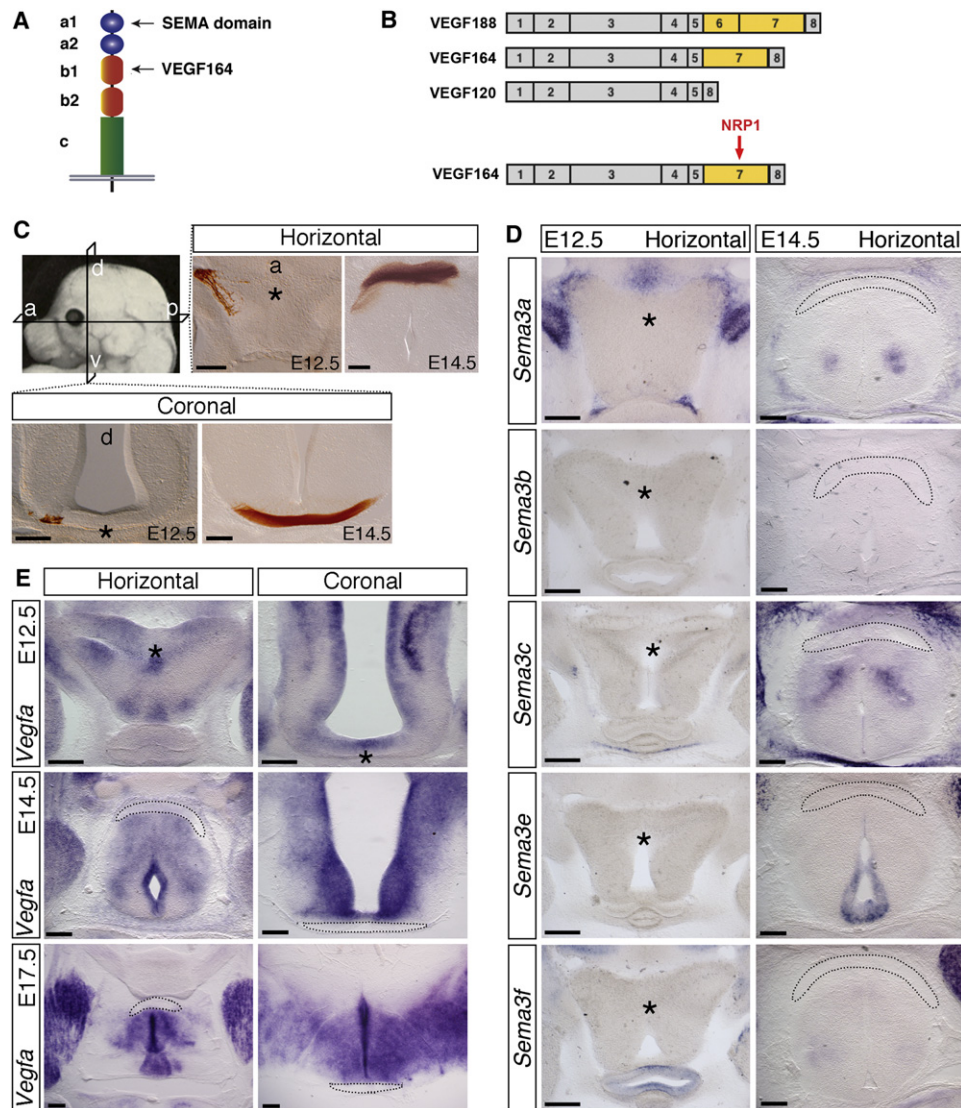 A
a1
SEMA domain
a2
b1
VEGF164
b2
c
B
VEGF188
1 2 3 4 5 6 7 8
VEGF164
1 2 3 4 5 7 8
VEGF120
1 2 3 4 5 8
NRP1
VEGF164
1 2 3 4 5 7 8
C
Horizontal
d
a
p
v
a
*
E12.5
E14.5
Coronal
d
*
E12.5
E14.5
D
E12.5 Horizontal
E14.5 Horizontal
Sema3a
*
Sema3b
*
Sema3c
*
Sema3e
*
Sema3f
*
E
Horizontal
Coronal
Vegfa E12.5
*
*
Vegfa E14.5
Vegfa E17.5